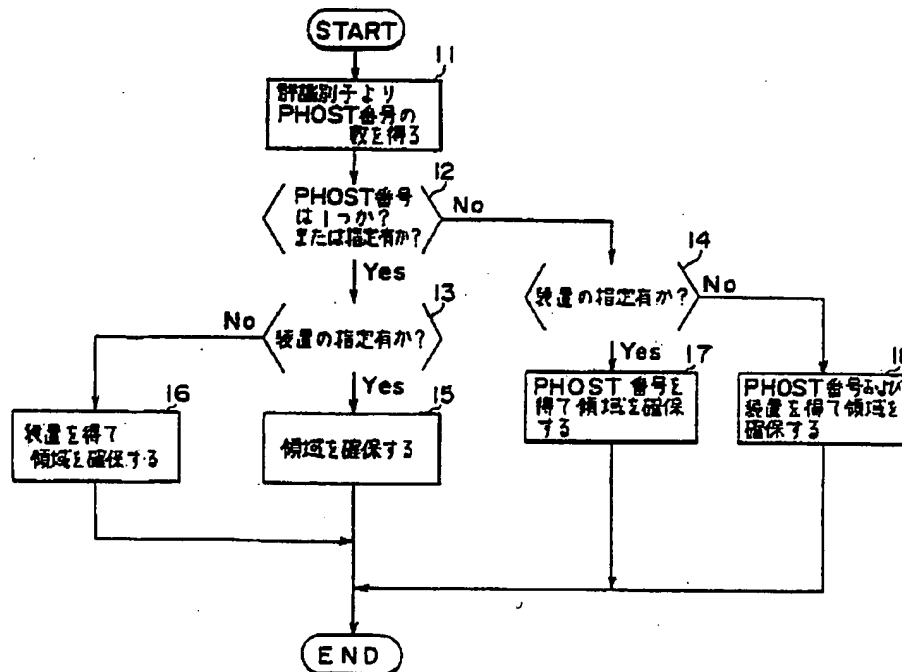 START
11
識別子より
PHOST番号の
数を得る
12
PHOST番号
は1つか?
または指定有か?
No
Yes
14
装置の指定有か?
No
13
装置の指定有か?
No
Yes
Yes
17
PHOST 番号を
得て領域を確保
する
18
PHOST番号および
装置を得て領域を
確保する
16
装置を得て
領域を確保する
15
領域を確保する
END